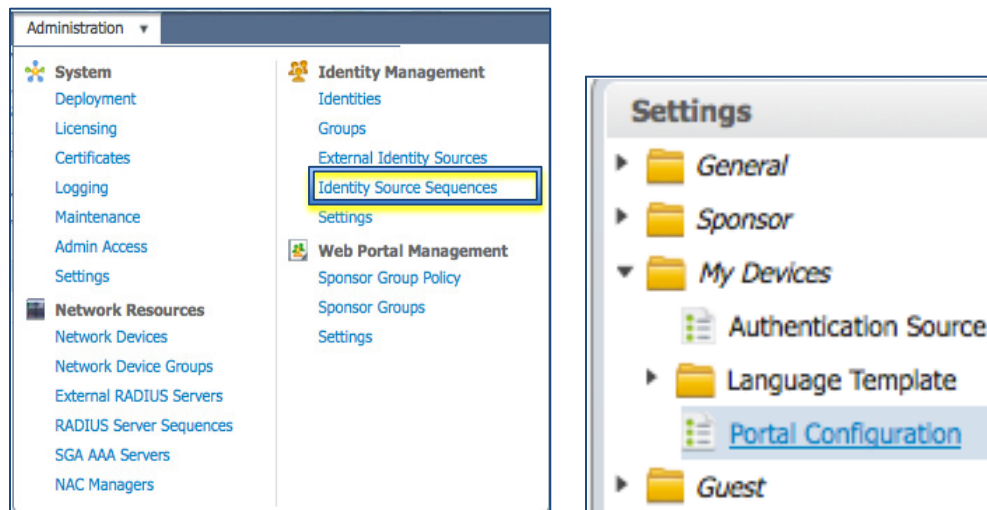 Administration
System
Deployment
Licensing
Certificates
Logging
Maintenance
Admin Access
Settings
Network Resources
Network Devices
Network Device Groups
External RADIUS Servers
RADIUS Server Sequences
SGA AAA Servers
NAC Managers
Identity Management
Identities
Groups
External Identity Sources
Identity Source Sequences
Settings
Web Portal Management
Sponsor Group Policy
Sponsor Groups
Settings
Settings
General
Sponsor
My Devices
Authentication Source
Language Template
Portal Configuration
Guest